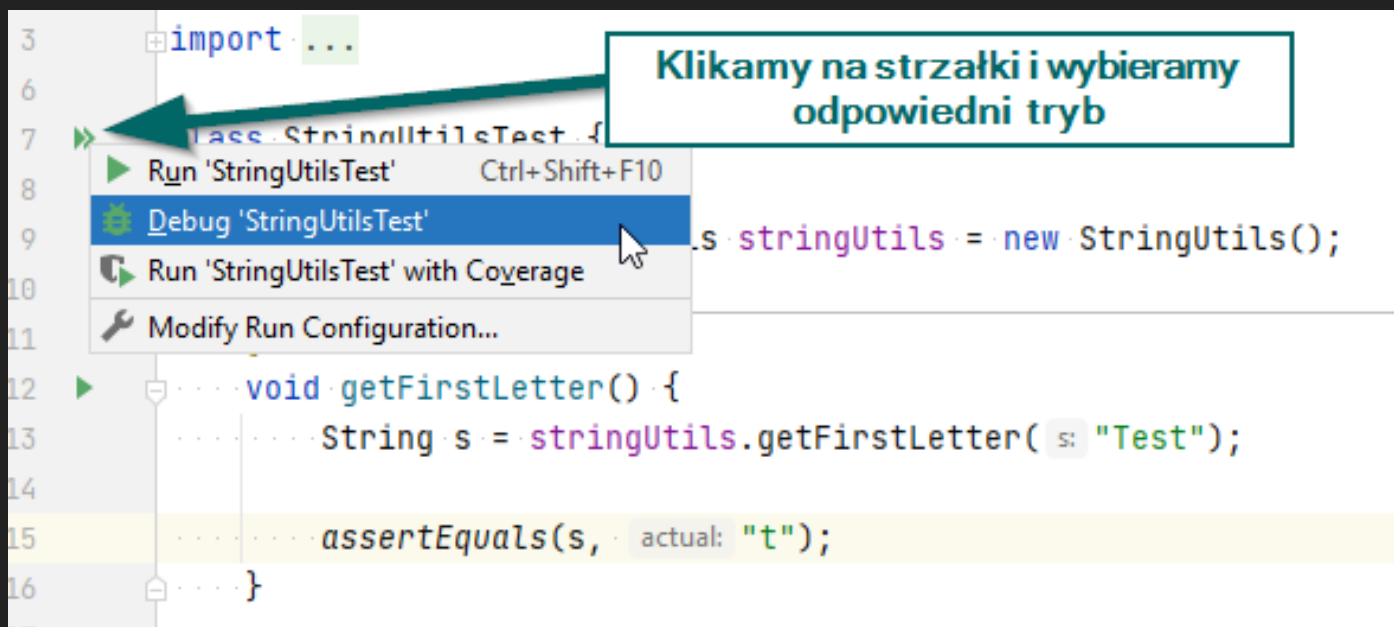 3 import ...
Klikamy na strzałki i wybieramy
odpowiedni tryb
6
7 lass StringUtilsTest {
Run 'StringUtilsTest' Ctrl+Shift+F10
8
Debug 'StringUtilsTest'
9 s stringUtils = new StringUtils();
Run 'StringUtilsTest' with Coverage
10
Modify Run Configuration...
11
12 void getFirstLetter() {
13 String s = stringUtils.getFirstLetter( s: "Test");
14
15 assertEquals(s, actual: "t");
16 }